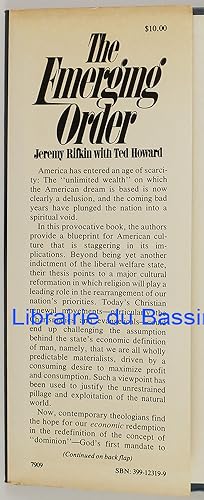 $10.00
The
Emerging
Order
Jeremy Rifkin with Ted Howard
America has entered an age of scarci-
ty: The "unlimited wealth" on which
the American dream is based is now
clearly a delusion, and the coming bad
years have plunged the nation into a
spiritual void.
In this provocative book, the authors
provide a blueprint for American cul-
ture that is staggering in its im-
plications. Beyond being yet another
indictment of the liberal welfare state,
their thesis points to a major cultural
reformation in which religion will play a
leading role in the rearrangement of our
nation's priorities. Today's Christian
renewal movements—
Librairie du Bassin
end up challenging the assumption
behind the state's economic definition
of man, namely, that we are all wholly
predictable materialists, driven by a
consuming desire to maximize profit
and consumption. Such a viewpoint has
been used to justify the unrestrained
pillage and exploitation of the natural
world.
Now, contemporary theologians find
the hope for our economic redemption
in the redefinition of the concept of
"dominion"—God's first mandate to
(Continued on back flap)
7909
SBN: 399-12319-9